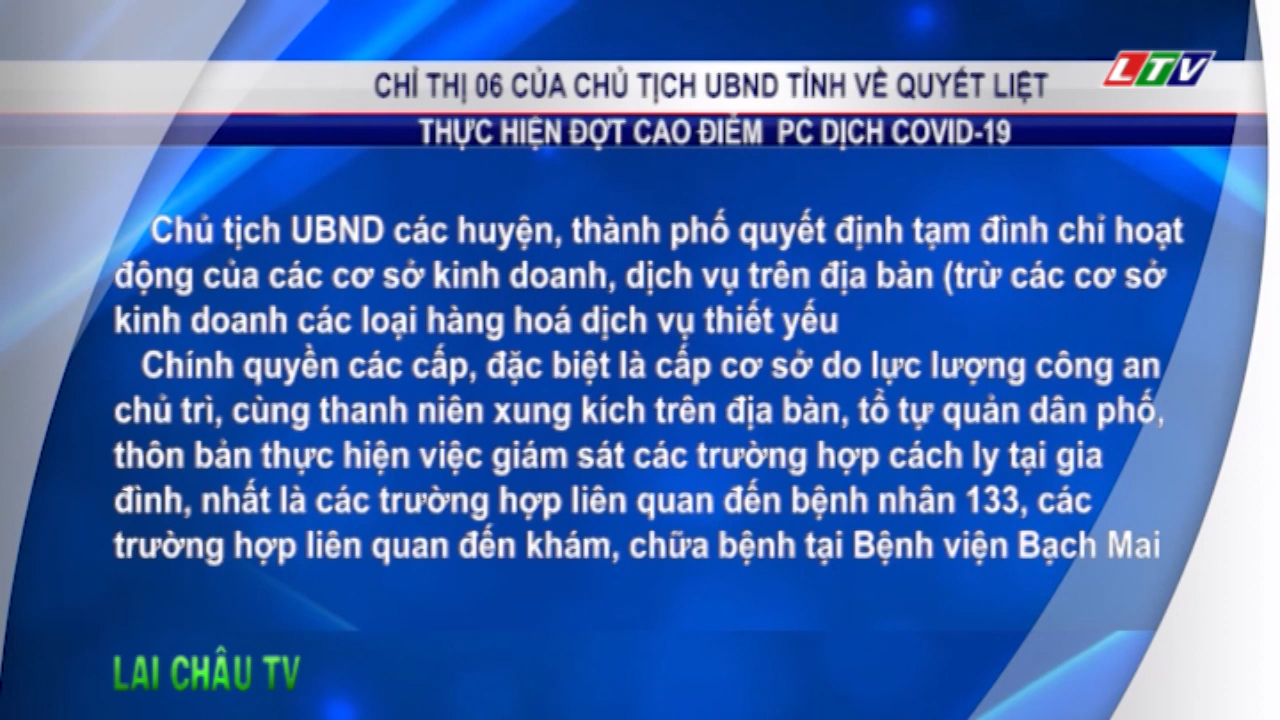 LTV
CHỈ THỊ 06 CỦA CHỦ TỊCH UBND TỈNH VỀ QUYẾT LIỆT
THỰC HIỆN ĐỢT CAO ĐIỂM PC DỊCH COVID-19
Chủ tịch UBND các huyện, thành phố quyết định tạm đình chỉ hoạt
động của các cơ sở kinh doanh, dịch vụ trên địa bàn (trừ các cơ sở
kinh doanh các loại hàng hoá dịch vụ thiết yếu
Chính quyền các cấp, đặc biệt là cấp cơ sở do lực lượng công an
chủ trì, cùng thanh niên xung kích trên địa bàn, tổ tự quản dân phố,
thôn bản thực hiện việc giám sát các trường hợp cách ly tại gia
đình, nhất là các trường hợp liên quan đến bệnh nhân 133, các
trường hợp liên quan đến khám, chữa bệnh tại Bệnh viện Bạch Mai
LAI CHÂU TV